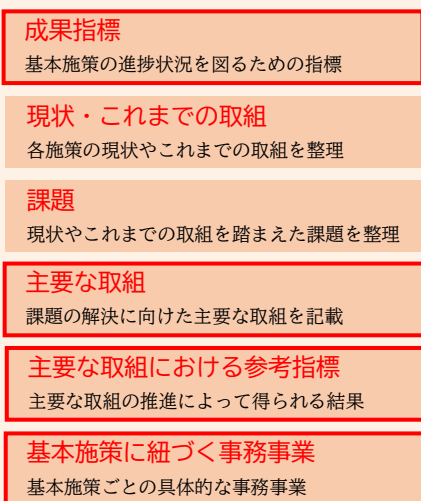 成果指標
基本施策の進捗状況を図るための指標
現状・これまでの取組
各施策の現状やこれまでの取組を整理
課題
現状やこれまでの取組を踏まえた課題を整理
主要な取組
課題の解決に向けた主要な取組を記載
主要な取組における参考指標
主要な取組の推進によって得られる結果
基本施策に紐づく事務事業
基本施策ごとの具体的な事務事業